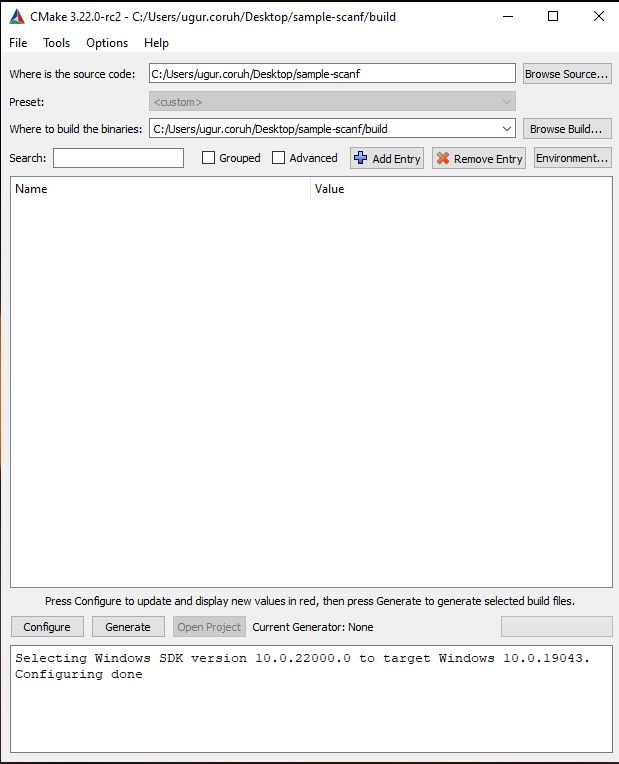 CMake 3.22.0-rc2 - C:/Users/ugur.coruh/Desktop/sample-scanf/build
File Tools Options Help
Where is the source code: C:/Users/ugur.coruh/Desktop/sample-scanf Browse Source...
Preset: <custom>
Where to build the binaries: C:/Users/ugur.coruh/Desktop/sample-scanf/build Browse Build...
Search: Grouped Advanced Add Entry Remove Entry Environment...
Name Value
Press Configure to update and display new values in red, then press Generate to generate selected build files.
Configure Generate Open Project Current Generator: None
Selecting Windows SDK version 10.0.22000.0 to target Windows 10.0.19043.
Configuring done